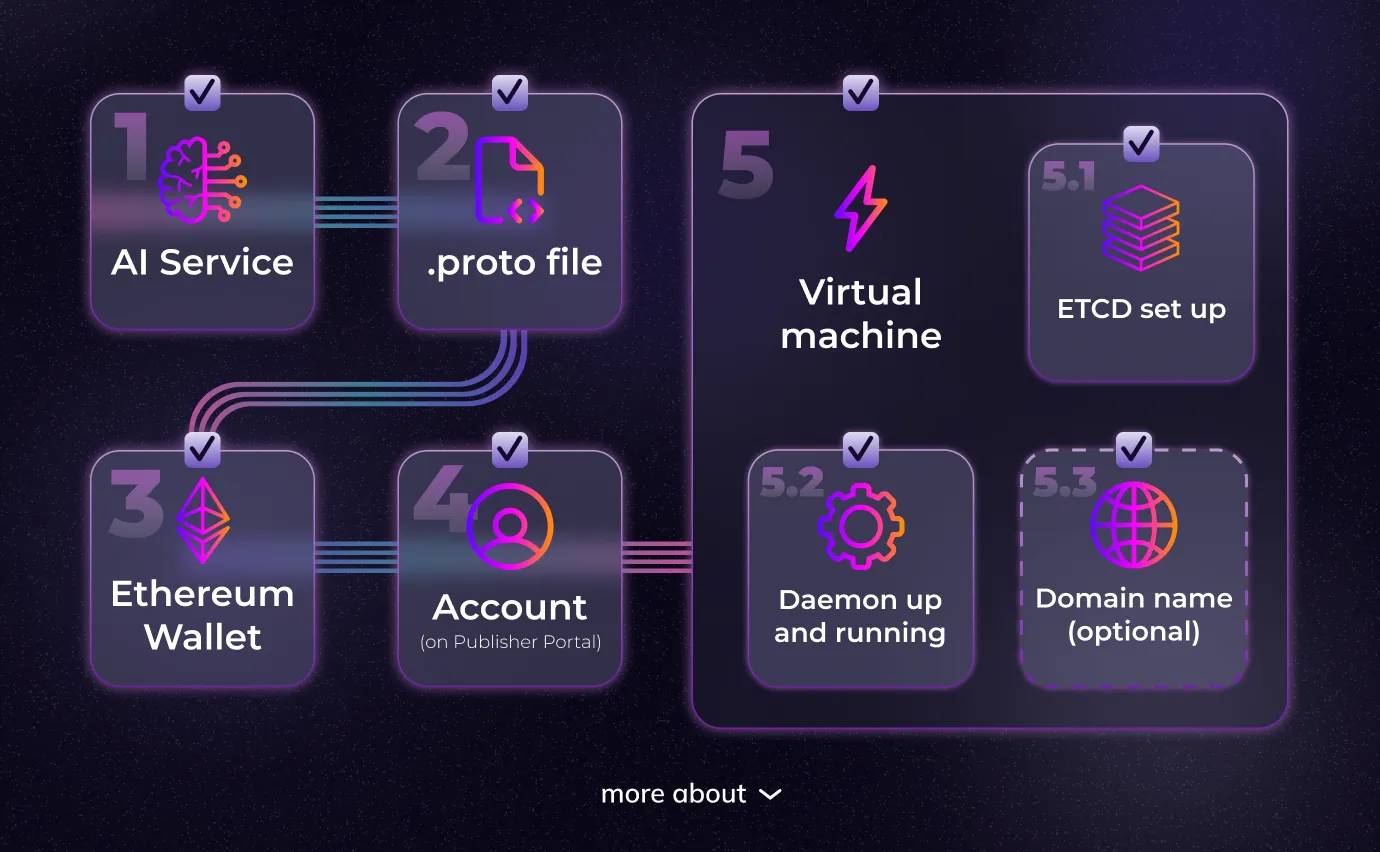 1
AI Service
2
.proto file
3
Ethereum
Wallet
4
Account
(on Publisher Portal)
5
Virtual
machine
5.1
ETCD set up
5.2
Daemon up
and running
5.3
Domain name
(optional)
more about